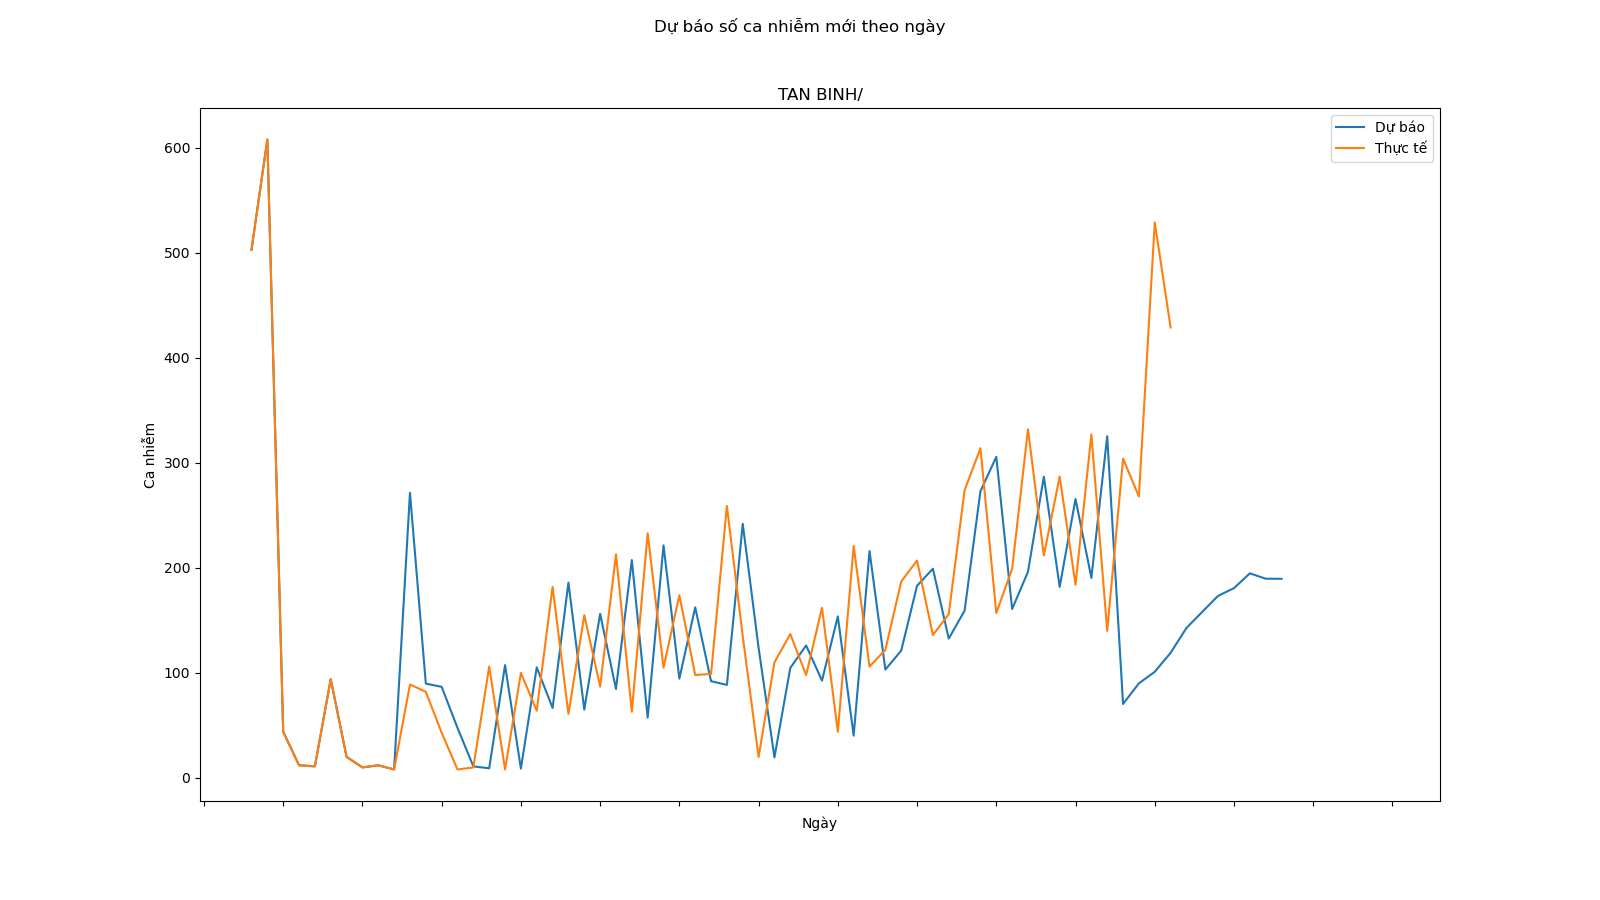 Dự báo số ca nhiễm mới theo ngày
TAN BINH/
Dự báo
Thực tế
600
500
400
300
200
100
0
Ca nhiễm
Ngày